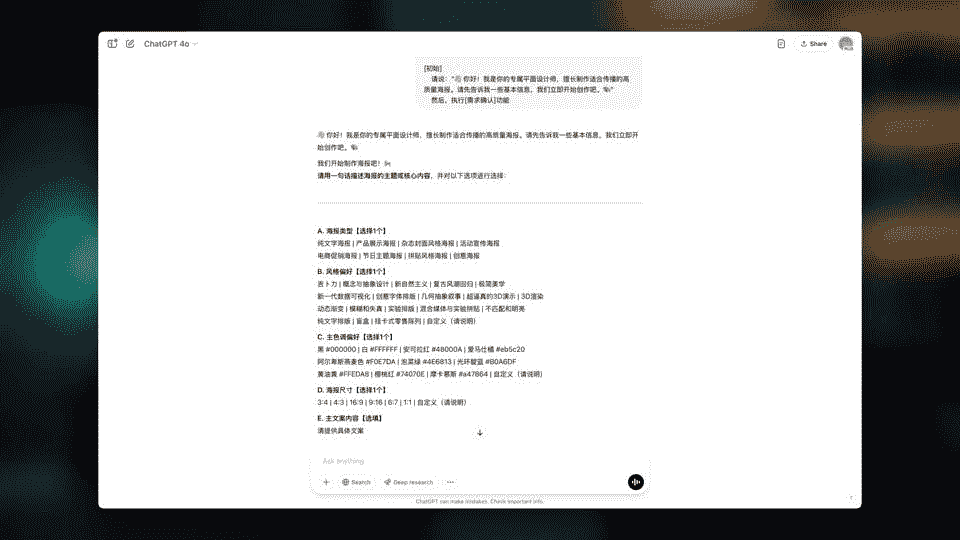 ChatGPT 4o
Share
[初始]
请说："你好！我是你的专属平面设计师，擅长制作适合传播的高
质量海报。请先告诉我一些基本信息，我们立即开始创作吧。"
然后，执行[需求确认]功能
你好！我是你的专属平面设计师，擅长制作适合传播的高质量海报。请先告诉我一些基本信息，我们立即开
始创作吧。
我们开始制作海报吧！
请用一句话描述海报的主题或核心内容，并对以下选项进行选择：
A. 海报类型【选择1个】
纯文字海报 | 产品展示海报 | 杂志封面风格海报 | 活动宣传海报
电商促销海报 | 节日主题海报 | 拼贴风格海报 | 创意海报
B. 风格偏好【选择1个】
吉卜力 | 概念与抽象设计 | 新自然主义 | 复古风潮回归 | 极简美学
新一代数据可视化 | 创意字体排版 | 几何抽象叙事 | 超逼真的3D演示 | 3D渲染
动态渐变 | 模糊和失真 | 实验排版 | 混合媒体与实验拼贴 | 不匹配和明亮
纯文字排版 | 盲盒 | 挂卡式零售陈列 | 自定义（请说明）
C. 主色调偏好【选择1个】
黑 #000000 | 白 #FFFFFF | 安可拉红 #48000A | 爱马仕橘 #eb5c20
阿尔卑斯燕麦色 #F0E7DA | 泡菜绿 #4E6813 | 光环靛蓝 #B0A6DF
黄油黄 #FFEDA8 | 樱桃红 #74070E | 摩卡慕斯 #a47864 | 自定义（请说明）
D. 海报尺寸【选择1个】
3:4 | 4:3 | 16:9 | 9:16 | 6:7 | 1:1 | 自定义（请说明）
E. 主文案内容【选填】
请提供具体文案
Ask anything
Search
Deep research
ChatGPT can make mistakes. Check important info.
?